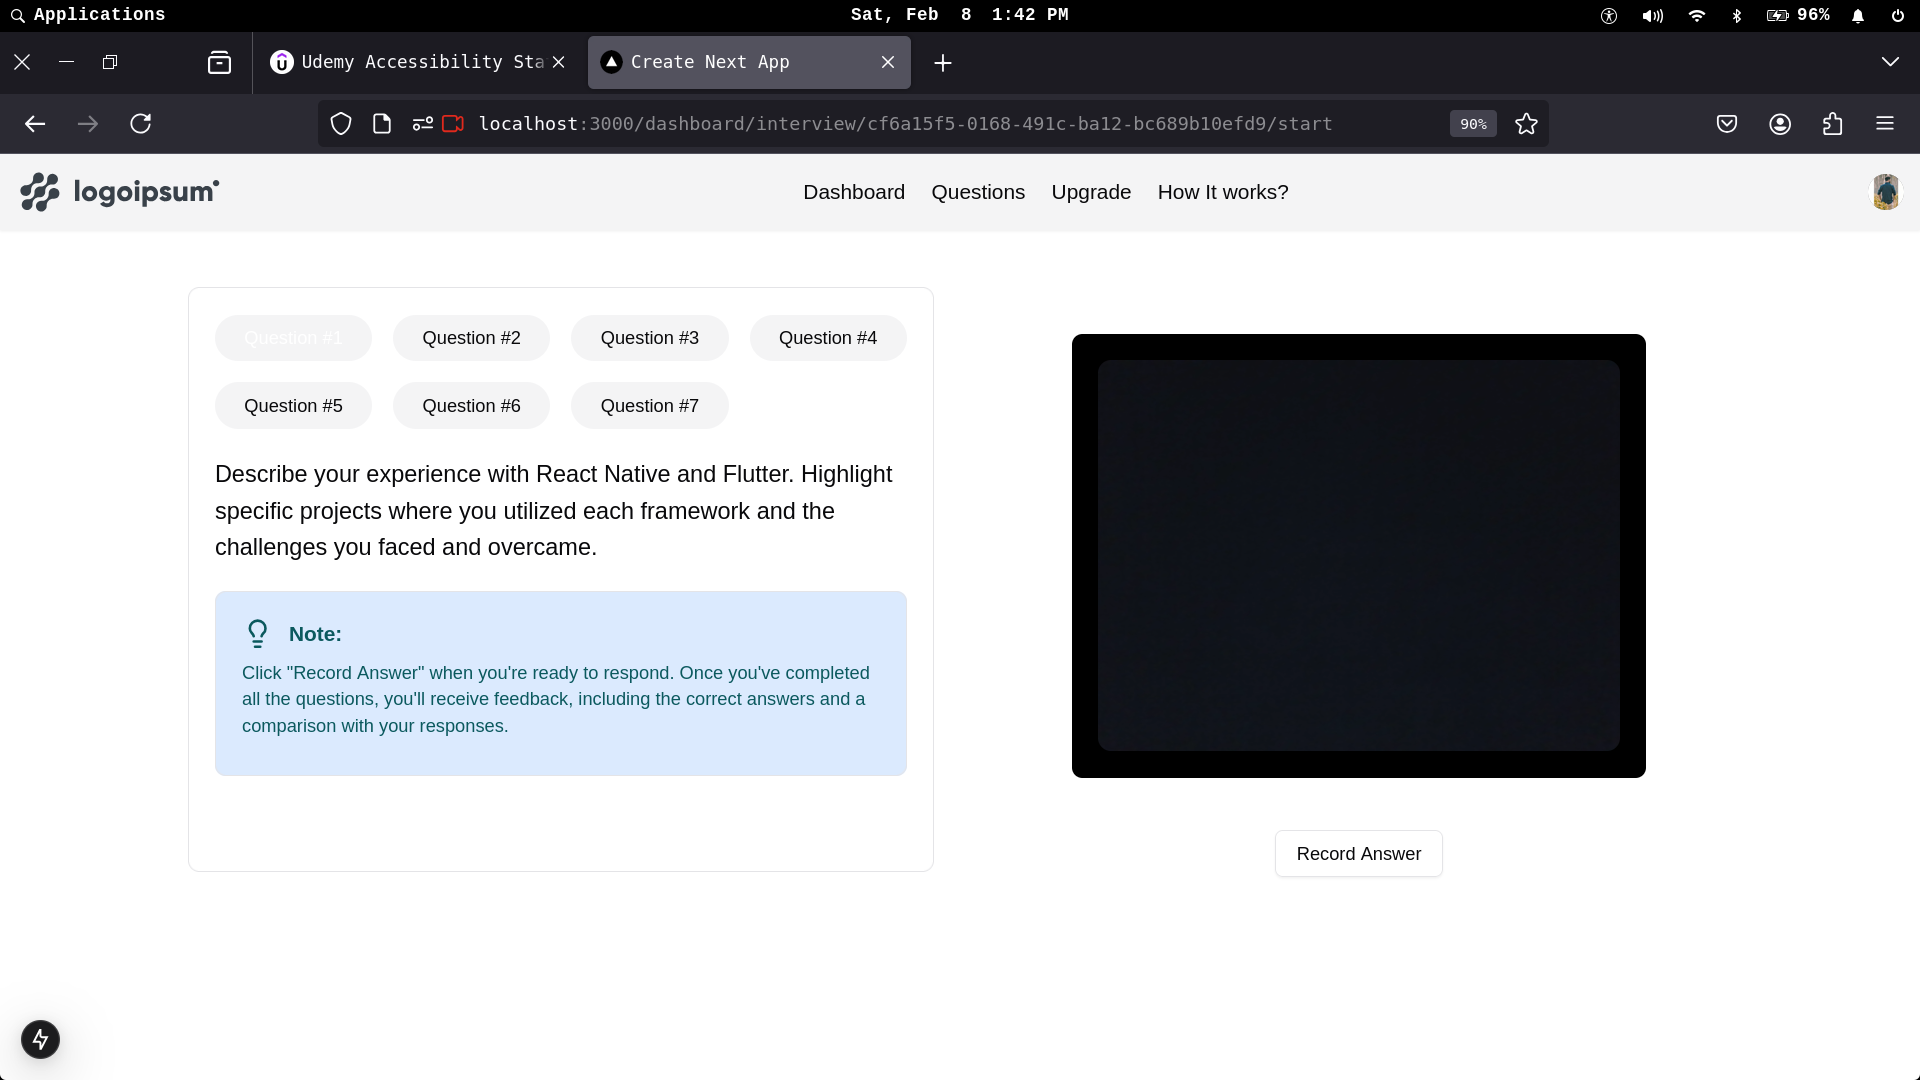 Applications
Sat, Feb 8 1:42 PM
96%
Udemy Accessibility Sta
Create Next App
localhost:3000/dashboard/interview/cf6a15f5-0168-491c-ba12-bc689b10efd9/start
90%
logoipsum
Dashboard Questions Upgrade How It works?
Question #1 Question #2 Question #3 Question #4
Question #5 Question #6 Question #7
Describe your experience with React Native and Flutter. Highlight
specific projects where you utilized each framework and the
challenges you faced and overcame.
Note:
Click "Record Answer" when you're ready to respond. Once you've completed
all the questions, you'll receive feedback, including the correct answers and a
comparison with your responses.
Record Answer